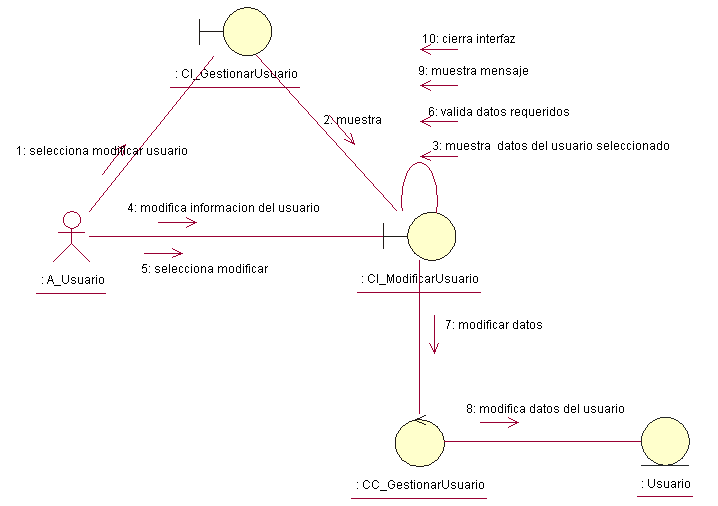 10: cierra interfaz
: CI_GestionarUsuario
9: muestra mensaje
6: valida datos requeridos
2: muestra
3: muestra  datos del usuario seleccionado
1: selecciona modificar usuario
4: modifica informacion del usuario
5: selecciona modificar
: A_Usuario
: CI_ModificarUsuario
7: modificar datos
8: modifica datos del usuario
: CC_GestionarUsuario
: Usuario